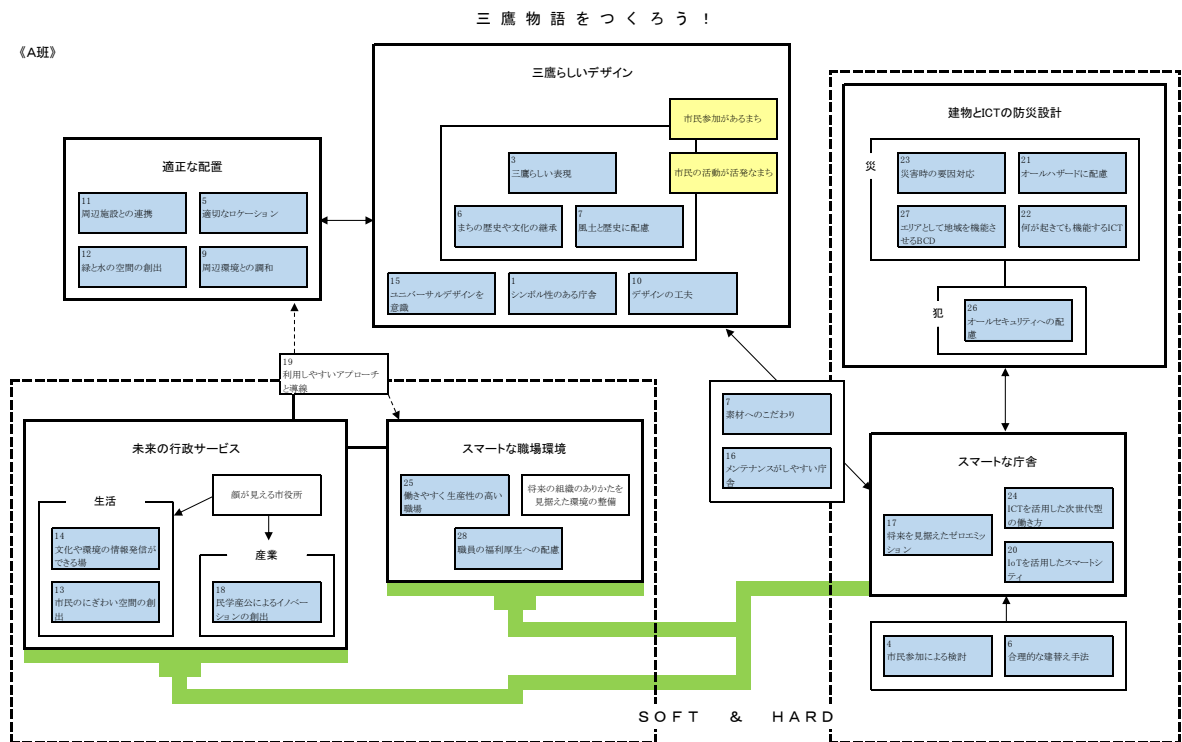 三鷹物語をつくろう！
《A班》
三鷹らしいデザイン
市民参加があるまち
市民の活動が活発なまち
3
三鷹らしい表現
6
まちの歴史や文化の継承
7
風土と歴史に配慮
15
ユニバーサルデザインを
意識
1
シンボル性のある庁舎
10
デザインの工夫
適正な配置
11
周辺施設との連携
5
適切なロケーション
12
緑と水の空間の創出
9
周辺環境との調和
建物とICTの防災設計
災
23
災害時の要因対応
21
オールハザードに配慮
27
エリアとして地域を機能さ
せるBCD
22
何が起きても機能するICT
犯
26
オールセキュリティへの配
慮
19
利用しやすいアプローチ
と導線
未来の行政サービス
顔が見える市役所
生活
14
文化や環境の情報発信が
できる場
13
市民のにぎわい空間の創
出
産業
18
民学産公によるイノベー
ションの創出
スマートな職場環境
25
働きやすく生産性の高い
職場
将来の組織のありかたを
見据えた環境の整備
28
職員の福利厚生への配慮
7
素材へのこだわり
16
メンテナンスがしやすい庁
舎
スマートな庁舎
17
将来を見据えたゼロエミッ
ション
24
ICTを活用した次世代型
の働き方
20
IoTを活用したスマートシ
ティ
4
市民参加による検討
6
合理的な建替え手法
SOFT & HARD